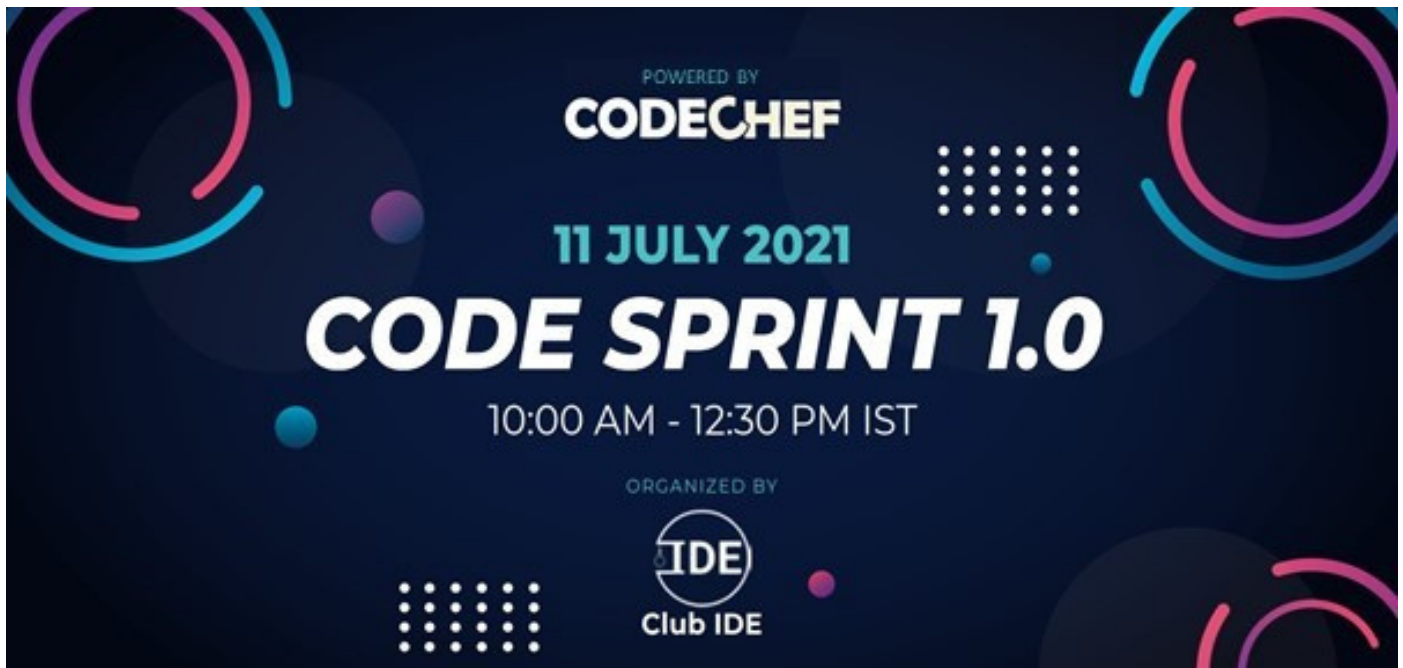 POWERED BY
CODECHEF
11 JULY 2021
CODE SPRINT 1.0
10:00 AM - 12:30 PM IST
ORGANIZED BY
IDE
Club IDE